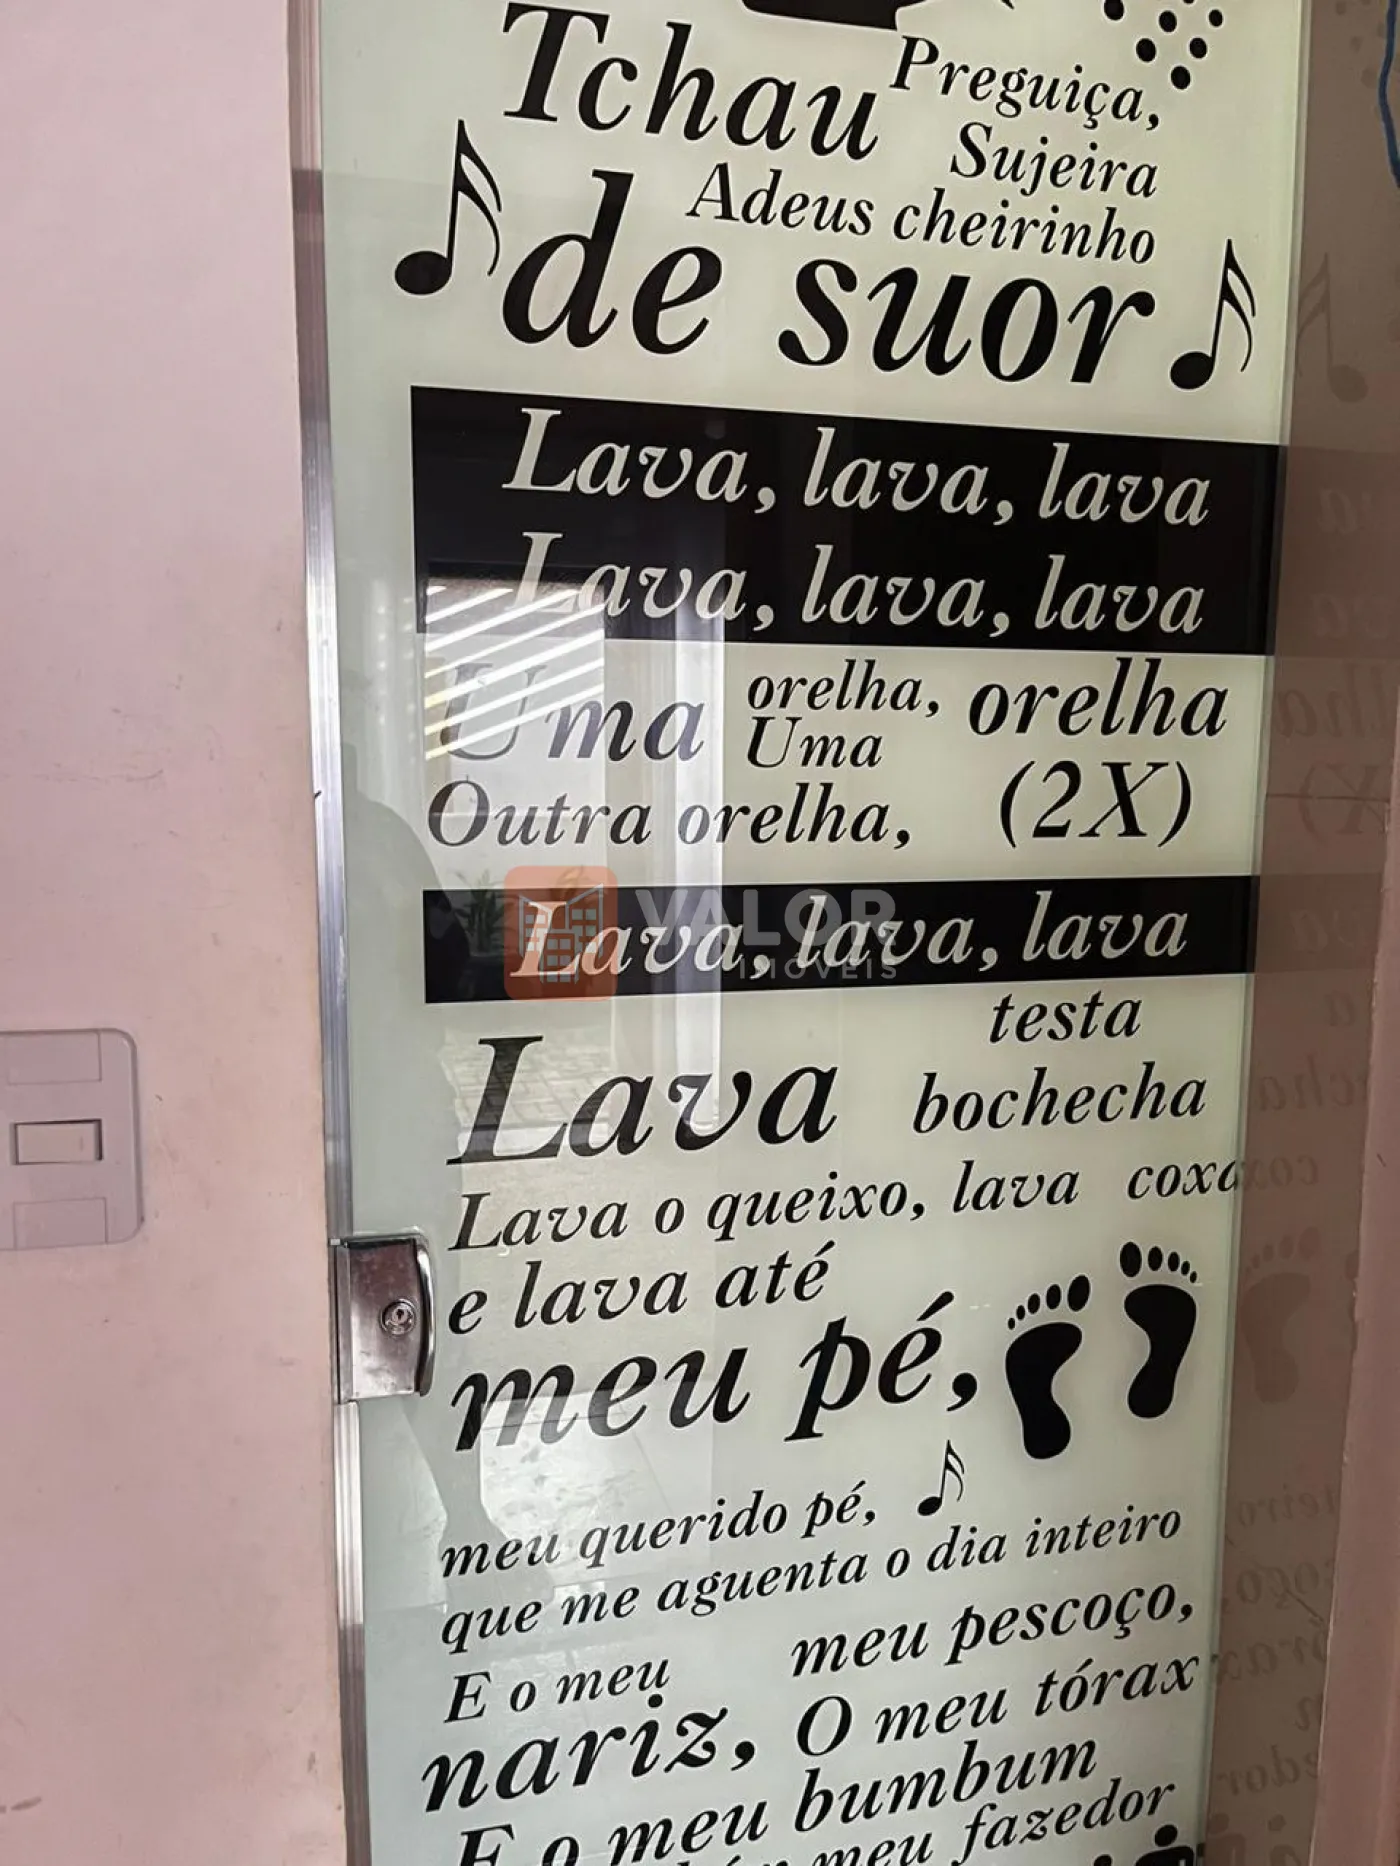 Tchau Preguiça,
Sujeira
Adeus cheirinho
de suor
Lava, lava, lava
Lava, lava, lava
Uma orelha, orelha
Uma
Outra orelha, (2X)
Lava, lava, lava
VALOR
IMÓVEIS
testa
Lava bochecha
Lava o queixo, lava coxa
e lava até
meu pé,
meu querido pé,
que me aguenta o dia inteiro
E o meu meu pescoço,
nariz, O meu tórax
E o meu bumbum
meu fazedor